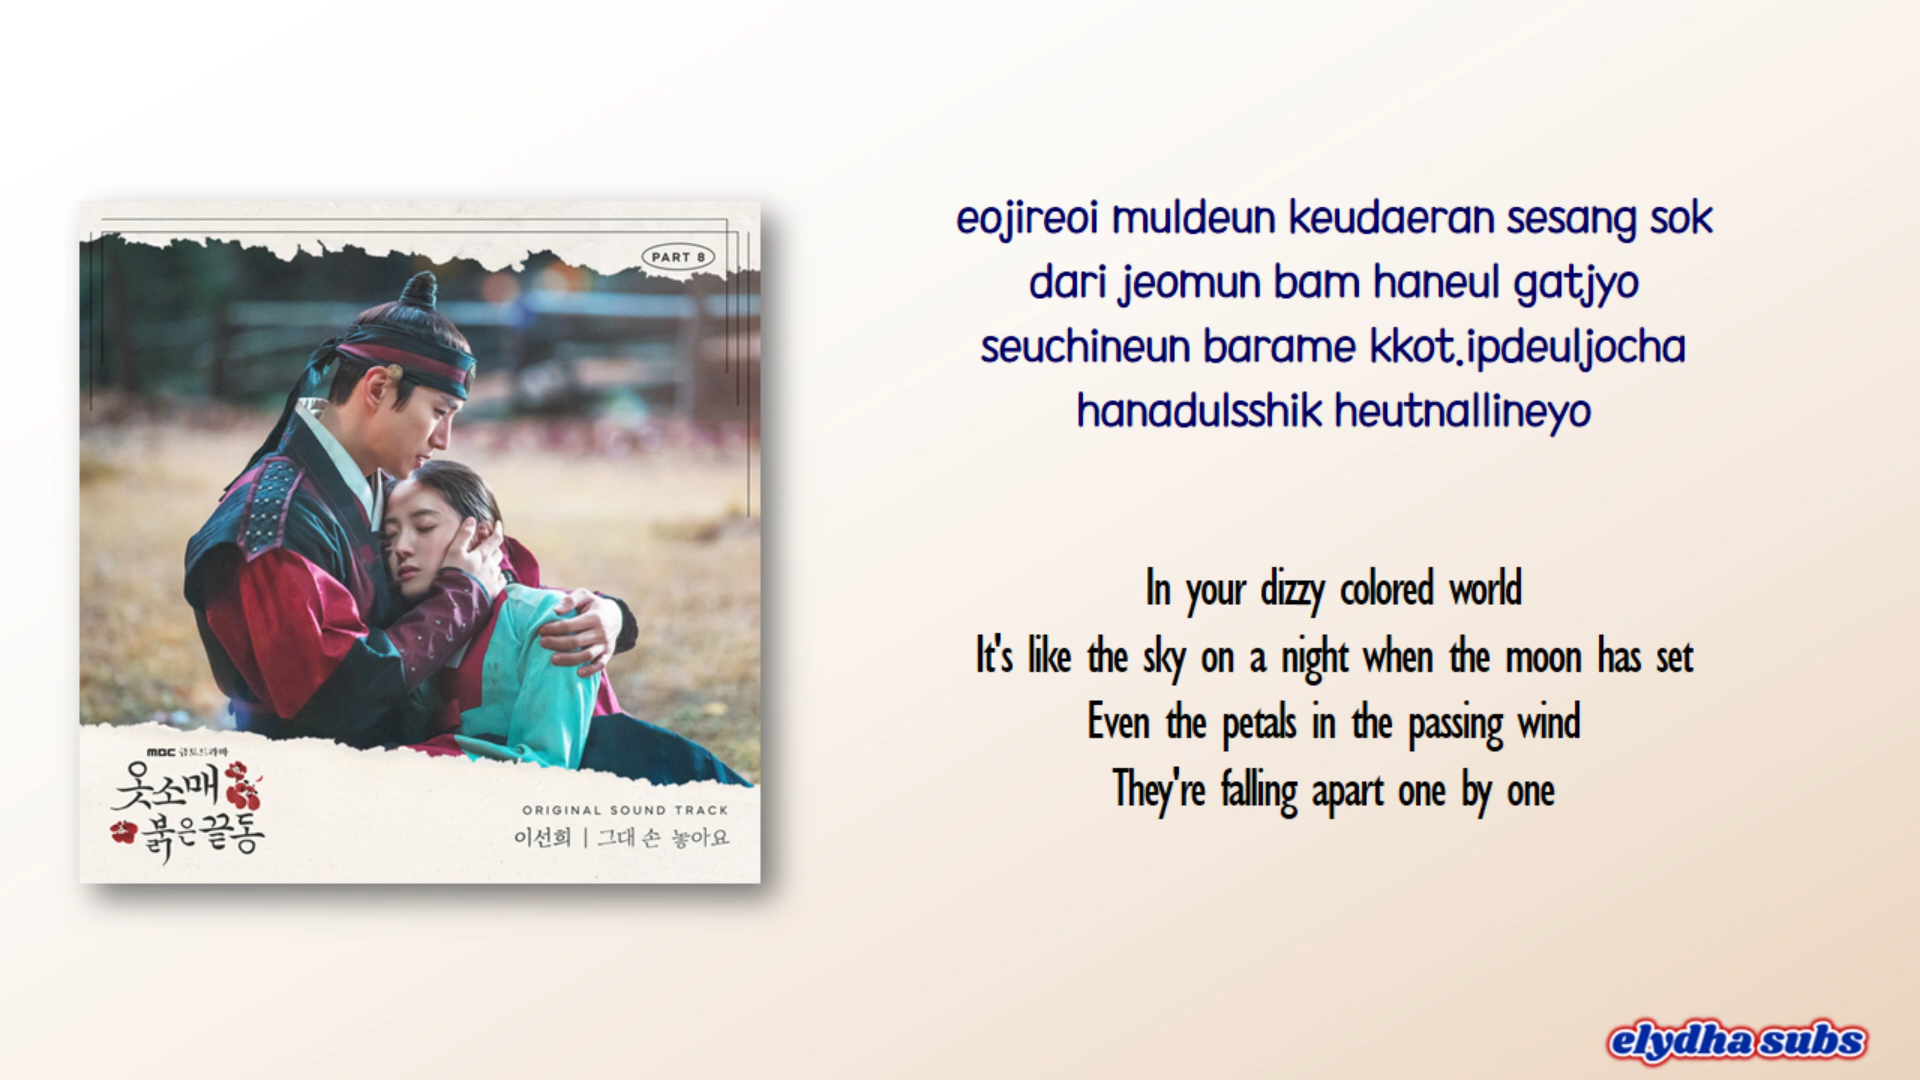 PART 8
MBC 금토드라마
옷소매
붉은 끝동
ORIGINAL SOUND TRACK
이선희 | 그대 손 놓아요
eojireoi muldeun keudaeran sesang sok
dari jeomun bam haneul gatjyo
seuchineun barame kkot.ipdeuljocha
hanadulsshik heutnallineyo
In your dizzy colored world
It's like the sky on a night when the moon has set
Even the petals in the passing wind
They're falling apart one by one
elydha subs